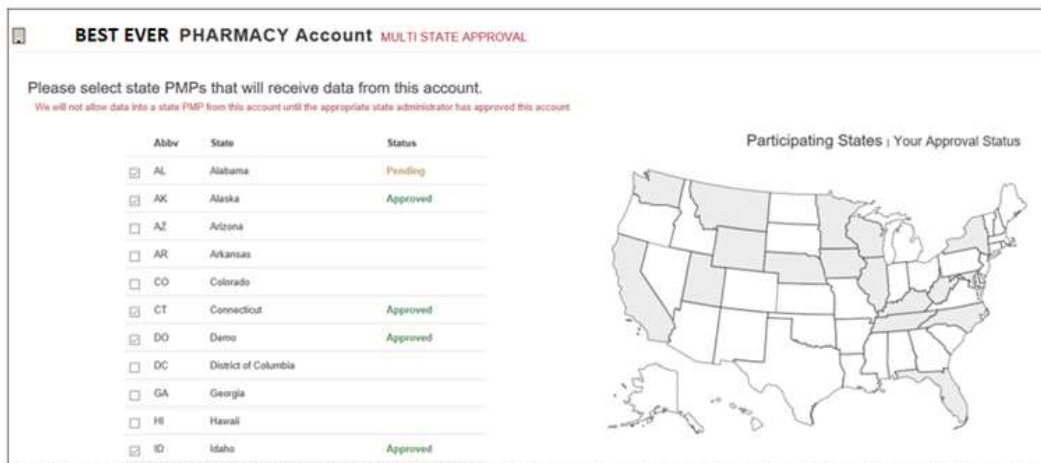 BEST EVER PHARMACY Account MULTI STATE APPROVAL
Please select state PMPs that will receive data from this account.
We will not allow data into a state PMP from this account until the appropriate state administrator has approved this account
Abbv State Status
AL Alabama Pending
AK Alaska Approved
AZ Arizona
AR Arkansas
CO Colorado
CT Connecticut Approved
DO Demo Approved
DC District of Columbia
GA Georgia
HI Hawaii
ID Idaho Approved
Participating States | Your Approval Status